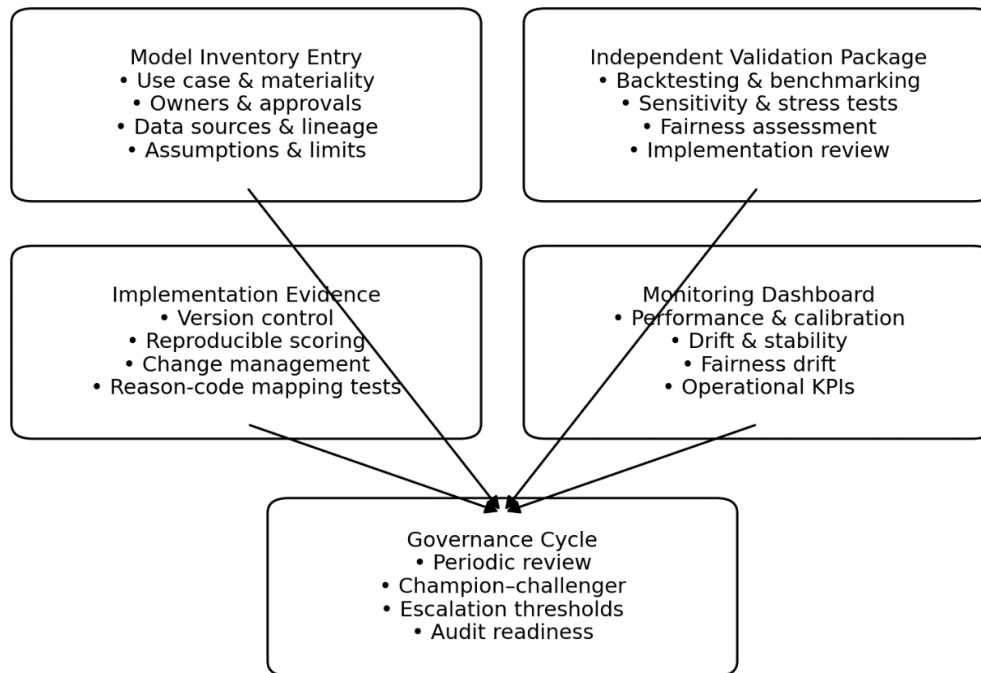 Model Inventory Entry
• Use case & materiality
• Owners & approvals
• Data sources & lineage
• Assumptions & limits
Independent Validation Package
• Backtesting & benchmarking
• Sensitivity & stress tests
• Fairness assessment
• Implementation review
Implementation Evidence
• Version control
• Reproducible scoring
• Change management
• Reason-code mapping tests
Monitoring Dashboard
• Performance & calibration
• Drift & stability
• Fairness drift
• Operational KPIs
Governance Cycle
• Periodic review
• Champion–challenger
• Escalation thresholds
• Audit readiness